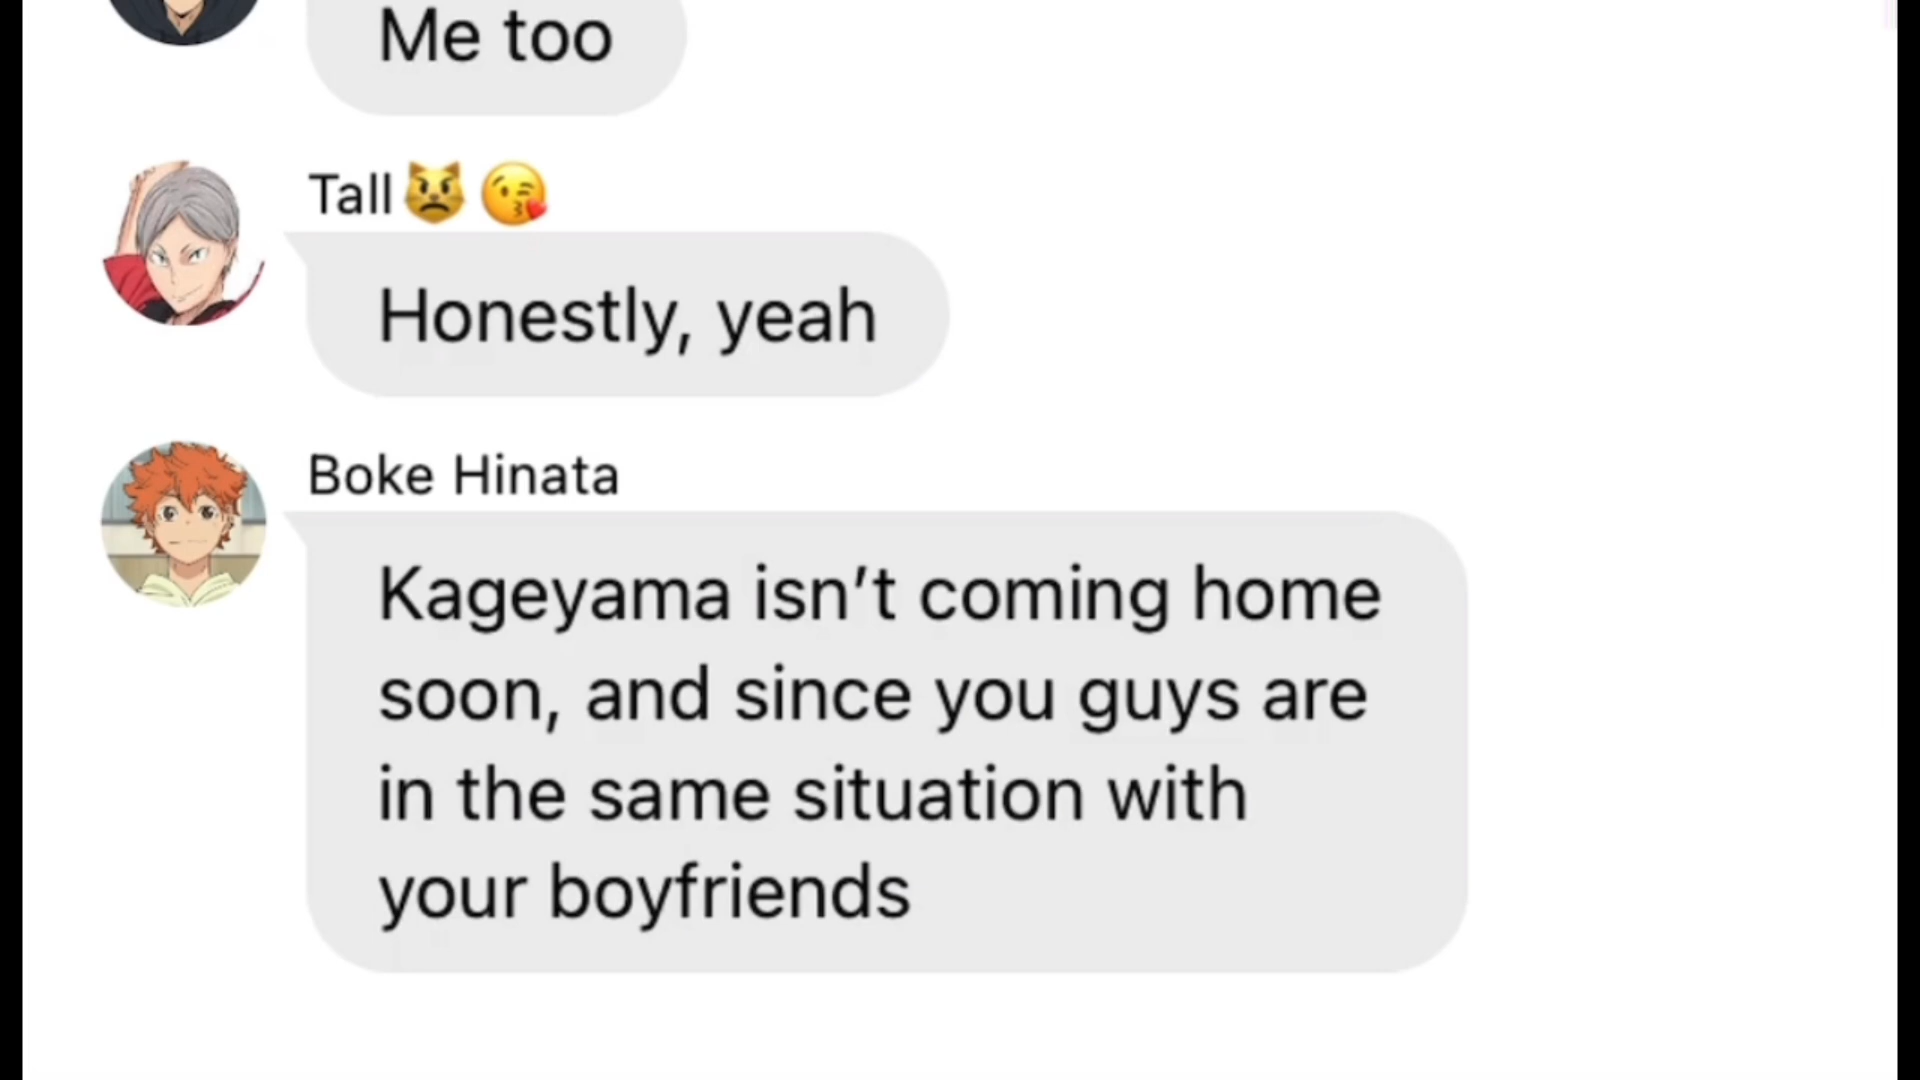 Me too
Tall😾😘
Honestly, yeah
Boke Hinata
Kageyama isn’t coming home
soon, and since you guys are
in the same situation with
your boyfriends